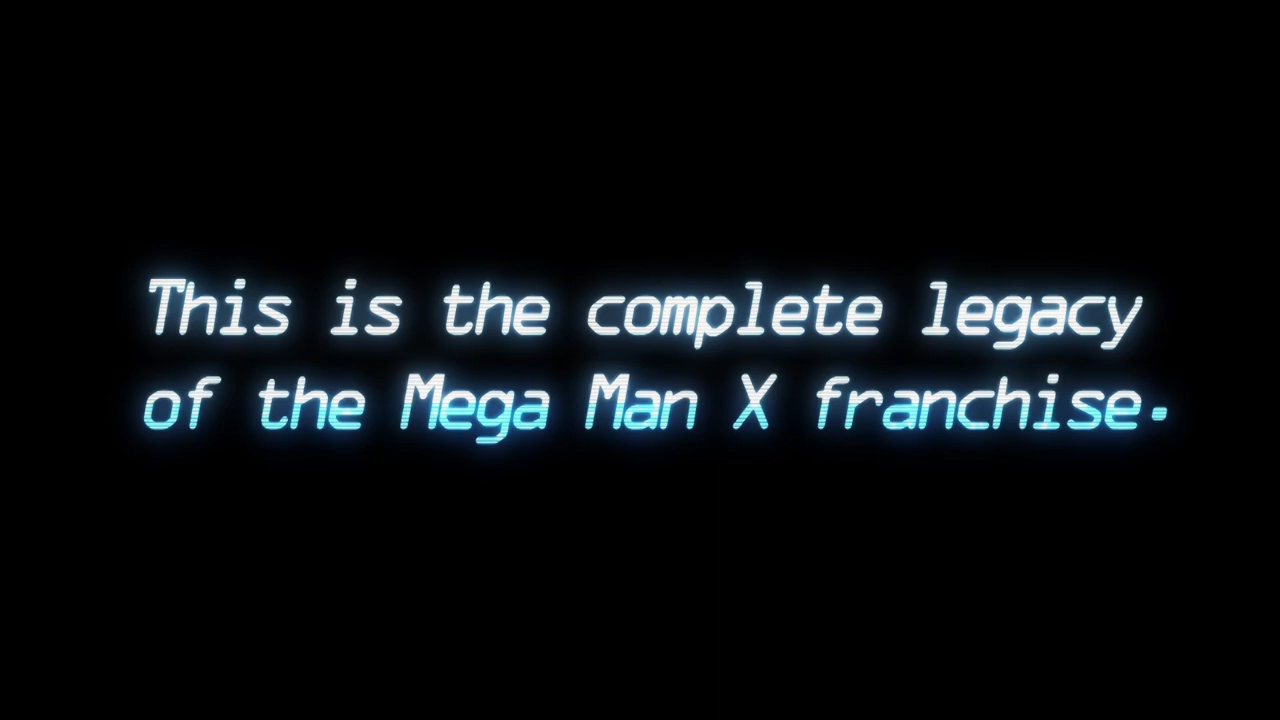 This is the complete legacy
of the Mega Man X franchise.